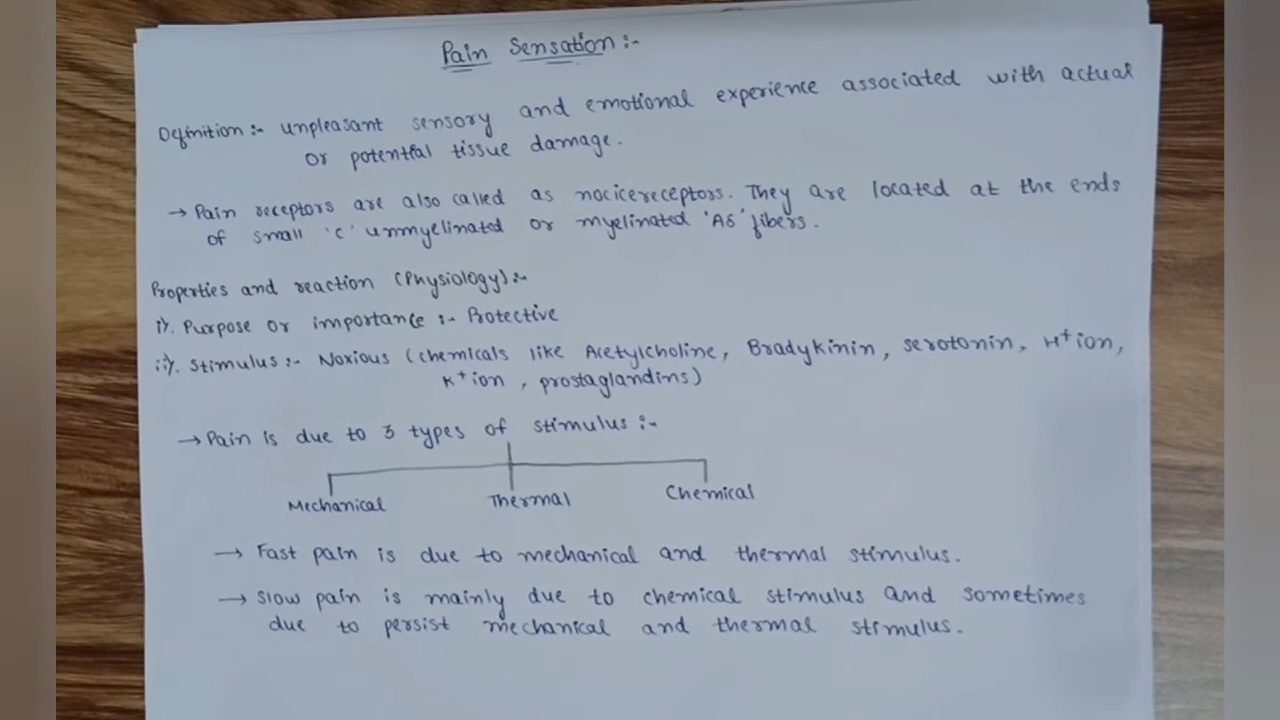 Pain Sensation :-
Definition :- unpleasant sensory and emotional experience associated with actual
or potential tissue damage.
→ Pain receptors are also called as nocicereceptors. They are located at the ends
of small 'C' unmyelinated or myelinated 'Aδ' fibers.
Properties and reaction (Physiology) :-
i). Purpose or importance :- Protective
ii). Stimulus :- Noxious (chemicals like Acetylcholine, Bradykinin, serotonin, H⁺ ion,
K⁺ ion, prostaglandins)
→ Pain is due to 3 types of stimulus :-
Mechanical Thermal Chemical
→ Fast pain is due to mechanical and thermal stimulus.
→ Slow pain is mainly due to chemical stimulus and sometimes
due to persist mechanical and thermal stimulus.